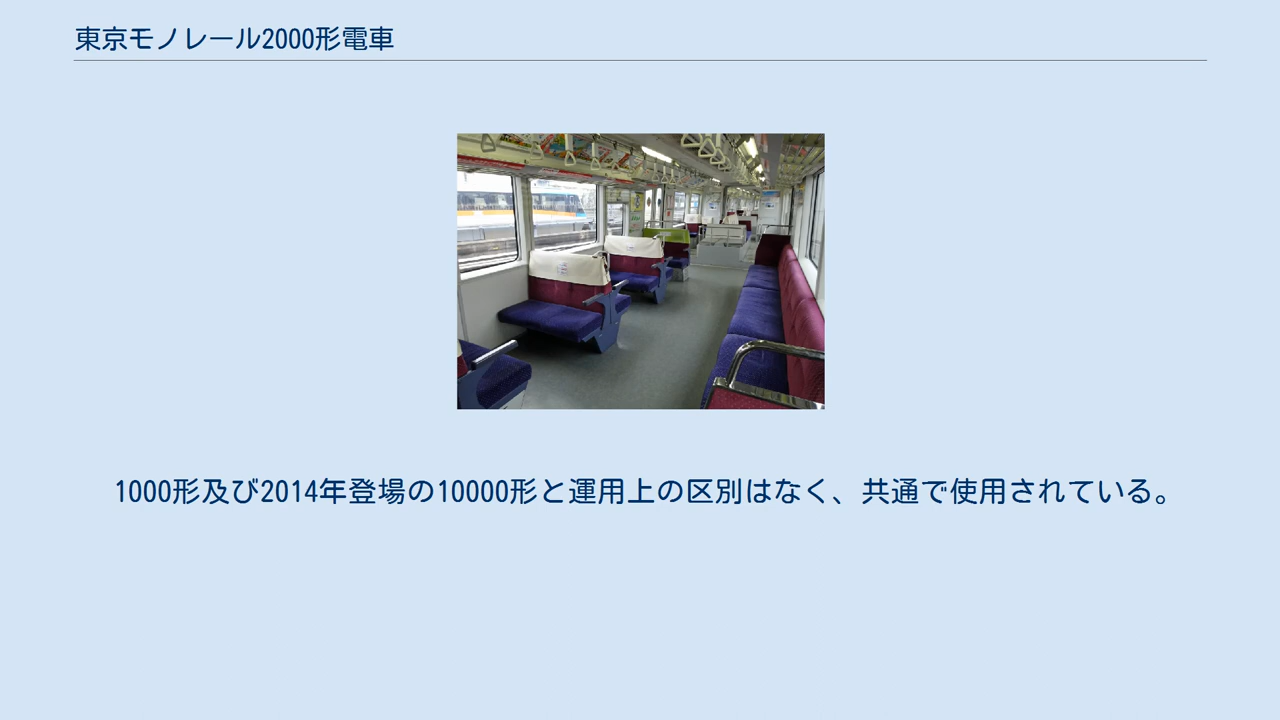 東京モノレール2000形電車
1000形及び2014年登場の10000形と運用上の区別はなく、共通で使用されている。